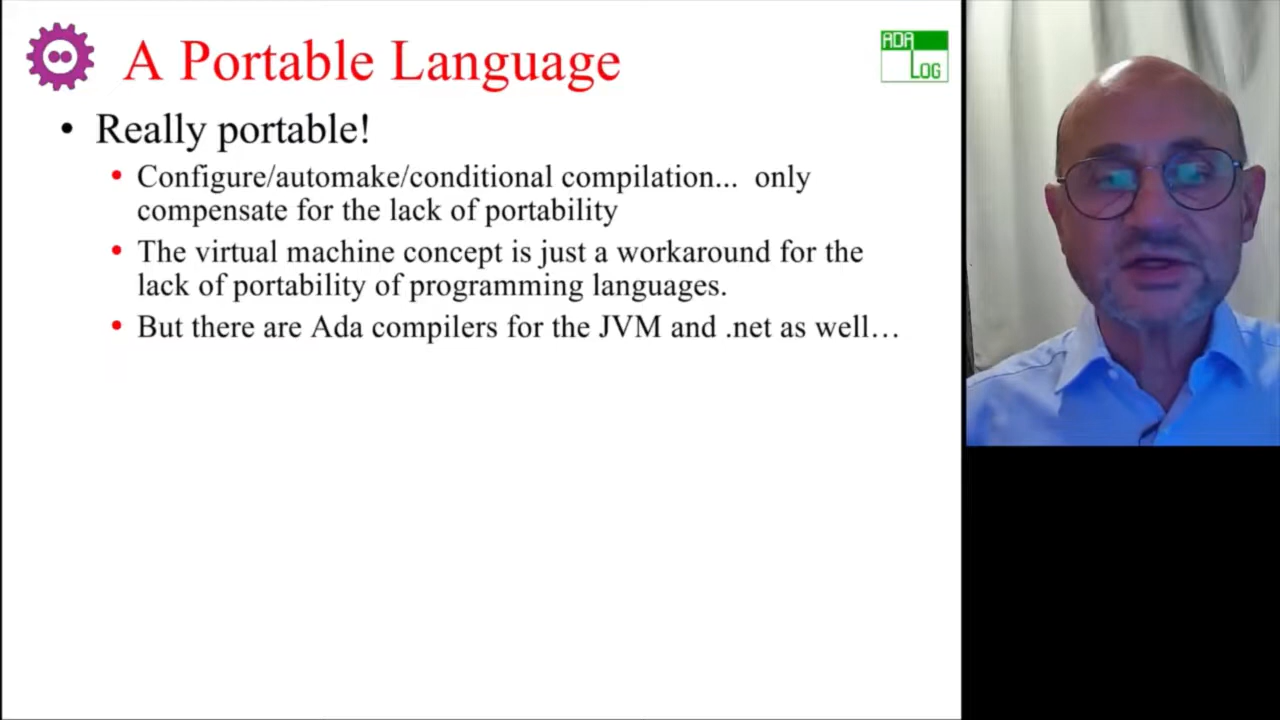 A Portable Language
ADA
LOG
• Really portable!
• Configure/automake/conditional compilation... only
compensate for the lack of portability
• The virtual machine concept is just a workaround for the
lack of portability of programming languages.
• But there are Ada compilers for the JVM and .net as well…